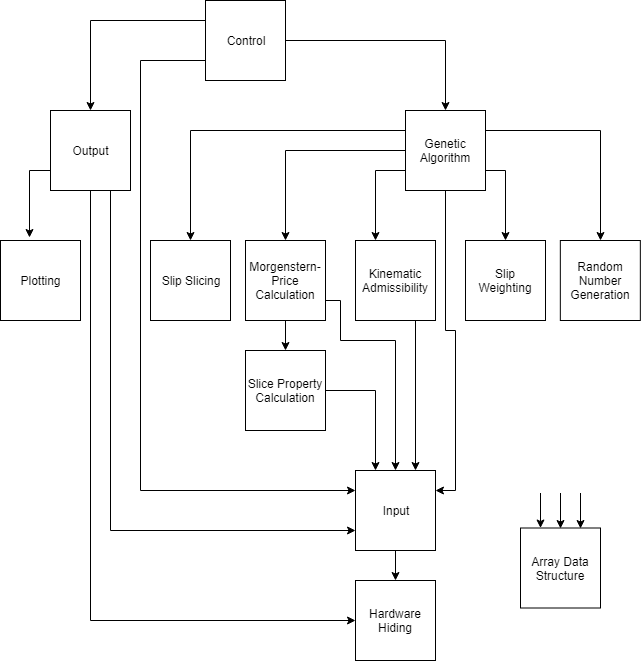 Control
Output
Genetic
Algorithm
Plotting
Slip Slicing
Morgenstern-
Price
Calculation
Kinematic
Admissibility
Slip
Weighting
Random
Number
Generation
Slice Property
Calculation
Input
Array Data
Structure
Hardware
Hiding